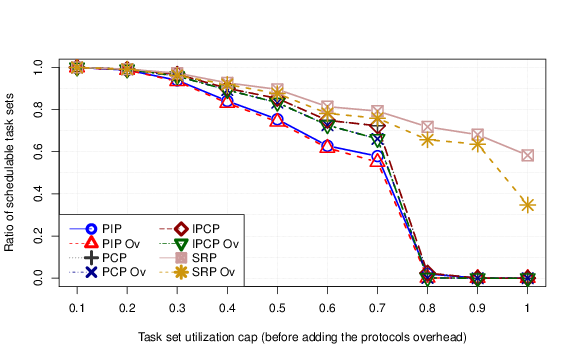 Ratio of schedulable task sets
1.0
0.8
0.6
0.4
0.2
0.0
PIP
PIP Ov
PCP
PCP Ov
IPCP
IPCP Ov
SRP
SRP Ov
0.1 0.2 0.3 0.4 0.5 0.6 0.7 0.8 0.9 1
Task set utilization cap (before adding the protocols overhead)